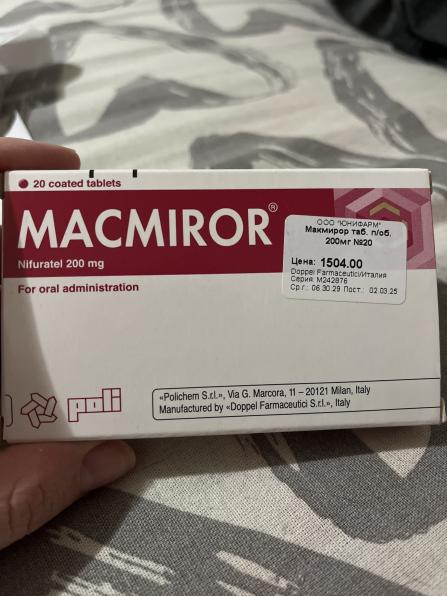 20 coated tablets
MACMIROR®
Nifuratel 200 mg
For oral administration
ООО "ЮНИФАРМ"
Макмирор таб. п/об.
200мг №20
Цена: 1504.00
Doppel Farmaceutici/Италия
Серия: M242876
Ср.г.: 06.30.29 Пост.: 02.03.25
poli
«Polichem S.r.l.», Via G. Marcora, 11 – 20121 Milan, Italy
Manufactured by «Doppel Farmaceutici S.r.l.», Italy